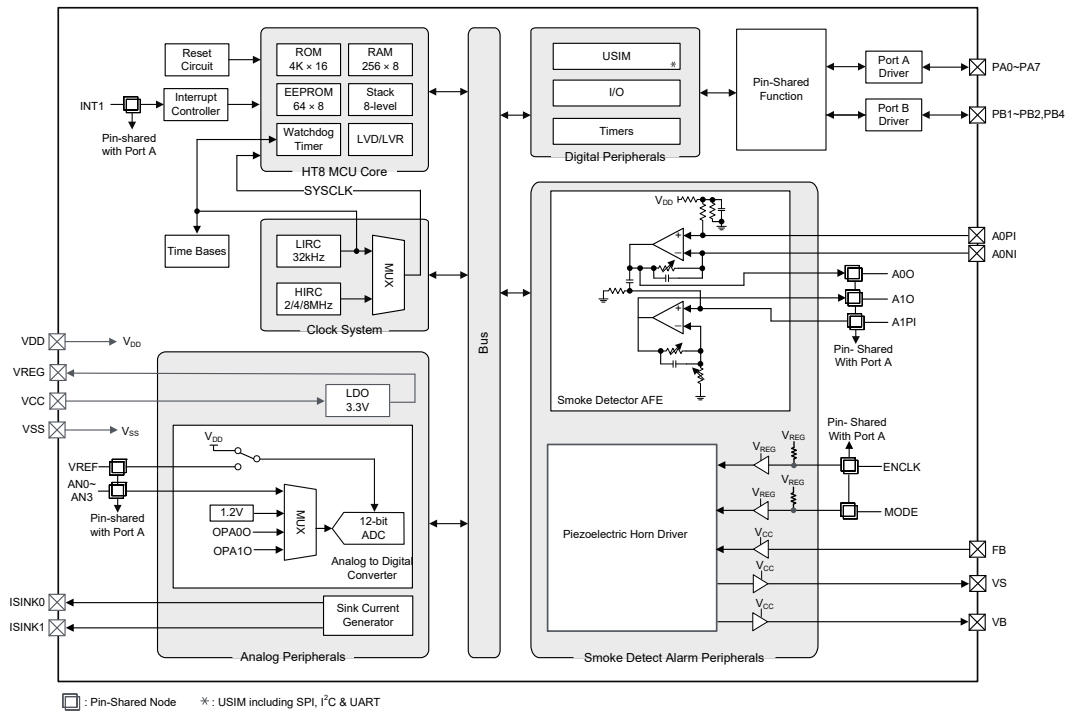 Reset
Circuit
INT1
Interrupt
Controller
Pin-shared
with Port A
ROM
4K × 16
RAM
256 × 8
EEPROM
64 × 8
Stack
8-level
Watchdog
Timer
LVD/LVR
HT8 MCU Core
SYSCLK
Time Bases
LIRC
32kHz
HIRC
2/4/8MHz
MUX
Clock System
Bus
USIM
*
I/O
Timers
Digital Peripherals
Pin-Shared
Function
Port A
Driver
Port B
Driver
PA0~PA7
PB1~PB2,PB4
VDD
VDD
VREG
VCC
VSS
VSS
LDO
3.3V
VDD
VREF
AN0~
AN3
Pin-shared
with Port A
1.2V
OPA0O
OPA1O
MUX
12-bit
ADC
Analog to Digital
Converter
ISINK0
ISINK1
Sink Current
Generator
Analog Peripherals
VDD
+
−
+
−
Smoke Detector AFE
A0PI
A0NI
A0O
A1O
A1PI
Pin- Shared
With Port A
Piezoelectric Horn Driver
Pin- Shared
With Port A
VREG
VREG
ENCLK
VREG
VREG
MODE
VCC
FB
VCC
VS
VCC
VB
Smoke Detect Alarm Peripherals
: Pin-Shared Node
* : USIM including SPI, I²C & UART